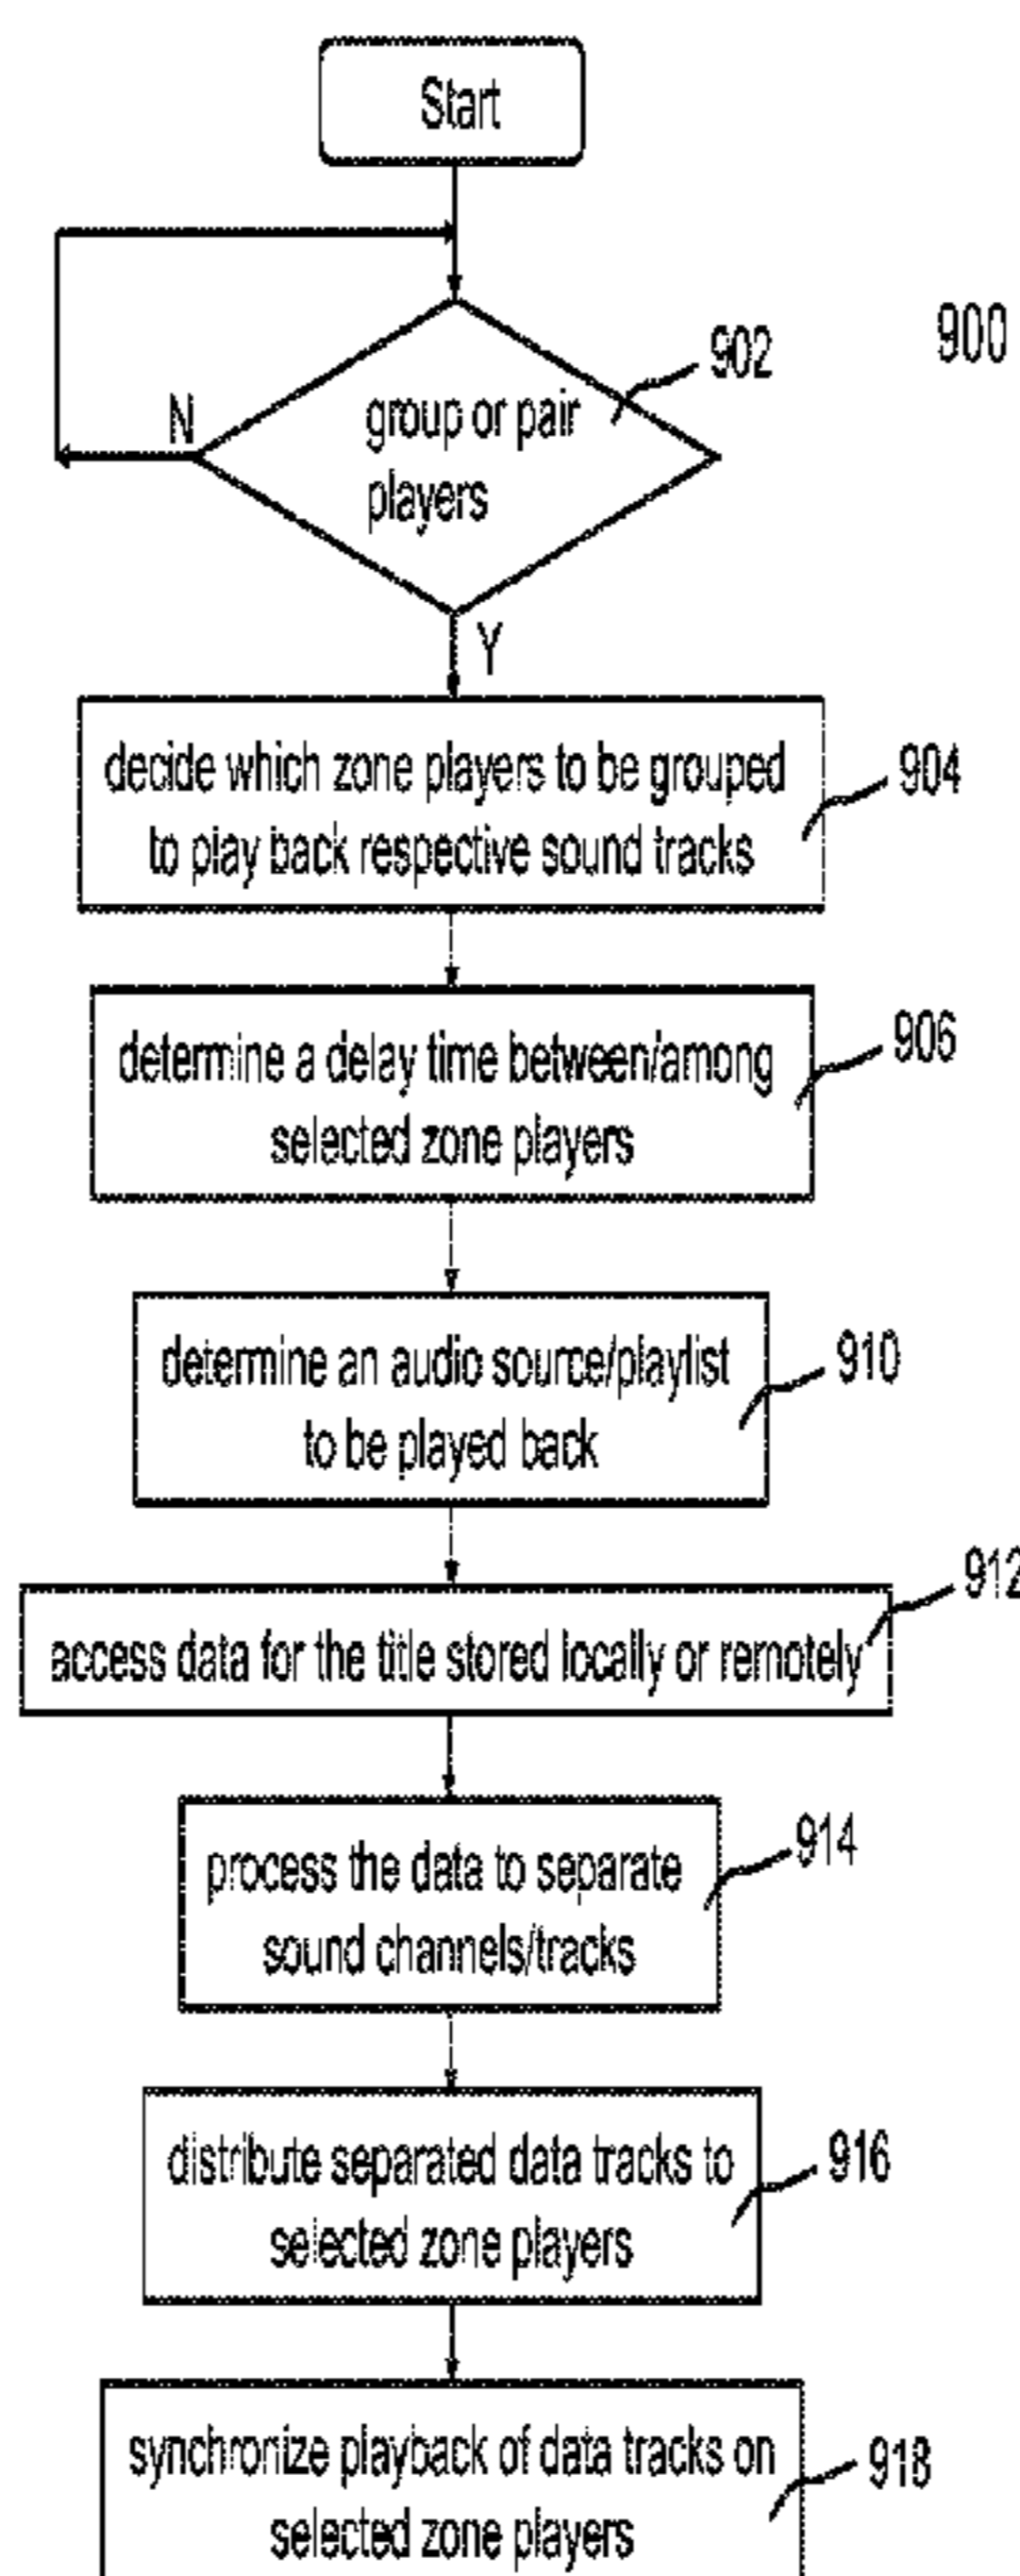 Start
900
902
group or pair
players
N
Y
decide which zone players to be grouped
to play back respective sound tracks
904
determine a delay time between/among
selected zone players
906
determine an audio source/playlist
to be played back
910
912
access data for the title stored locally or remotely
process the data to separate
sound channels/tracks
914
distribute separated data tracks to
selected zone players
916
synchronize playback of data tracks on
selected zone players
918